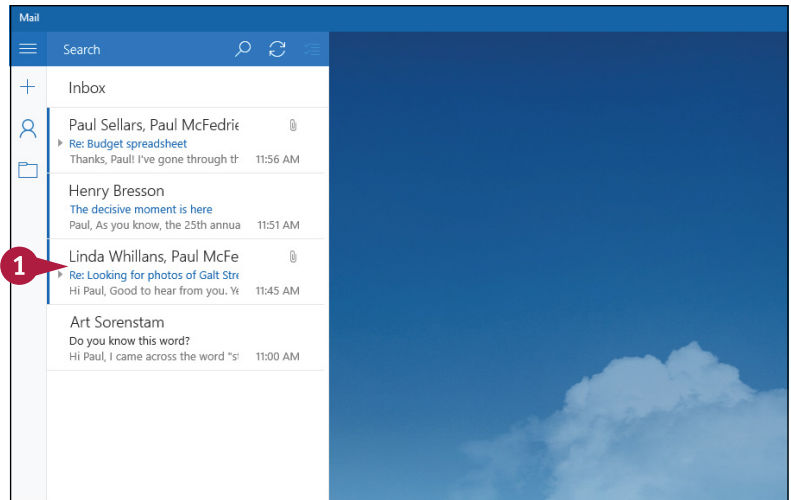 Mail
Search
Inbox
Paul Sellars, Paul McFedrie
Re: Budget spreadsheet
Thanks, Paul! I've gone through th 11:56 AM
Henry Bresson
The decisive moment is here
Paul, As you know, the 25th annua 11:51 AM
1
Linda Whillans, Paul McFe
Re: Looking for photos of Galt Stre
Hi Paul, Good to hear from you. Ye 11:45 AM
Art Sorenstam
Do you know this word?
Hi Paul, I came across the word "st 11:00 AM